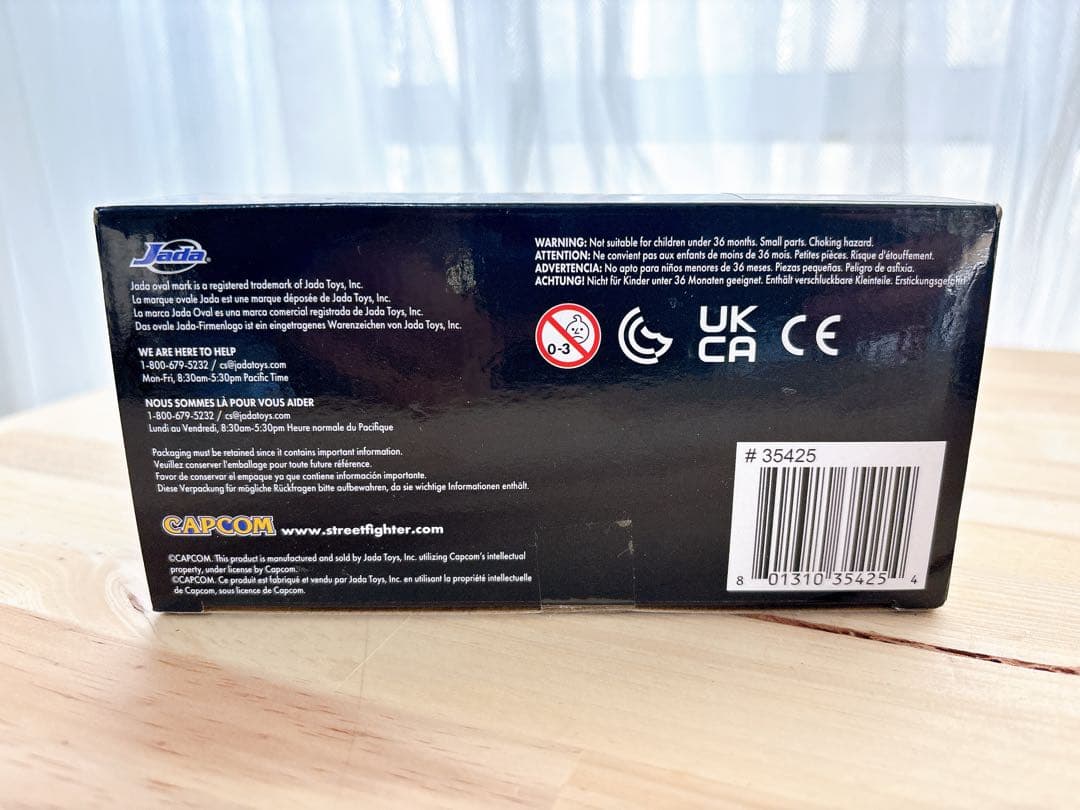 Jada
Jada oval mark is a registered trademark of Jada Toys, Inc.
La marque ovale Jada est une marque déposée de Jada Toys, Inc.
La marca Jada Oval es una marca comercial registrada de Jada Toys, Inc.
Das ovale Jada-Firmenlogo ist ein eingetragenes Warenzeichen von Jada Toys, Inc.
WE ARE HERE TO HELP
1-800-679-5232 / cs@jadatoys.com
Mon-Fri, 8:30am-5:30pm Pacific Time
NOUS SOMMES LÀ POUR VOUS AIDER
1-800-679-5232 / cs@jadatoys.com
Lundi au Vendredi, 8:30am-5:30pm Heure normale du Pacifique
Packaging must be retained since it contains important information.
Veuillez conserver l'emballage pour toute future référence.
Favor de conservar el empaque ya que contiene información importante.
Diese Verpackung für mögliche Rückfragen bitte aufbewahren, da sie wichtige Informationen enthält.
CAPCOM www.streetfighter.com
©CAPCOM. This product is manufactured and sold by Jada Toys, Inc. utilizing Capcom's intellectual
property, under license by Capcom.
©CAPCOM. Ce produit est fabriqué et vendu par Jada Toys, Inc. en utilisant la propriété intellectuelle
de Capcom, sous licence de Capcom.
WARNING: Not suitable for children under 36 months. Small parts. Choking hazard.
ATTENTION: Ne convient pas aux enfants de moins de 36 mois. Petites pièces. Risque d'étouffement.
ADVERTENCIA: No apto para niños menores de 36 meses. Piezas pequeñas. Peligro de asfixia.
ACHTUNG! Nicht für Kinder unter 36 Monaten geeignet. Enthält verschluckbare Kleinteile. Erstickungsgefahr!
0-3
UK
CA
CE
# 35425
8 01310 35425 4